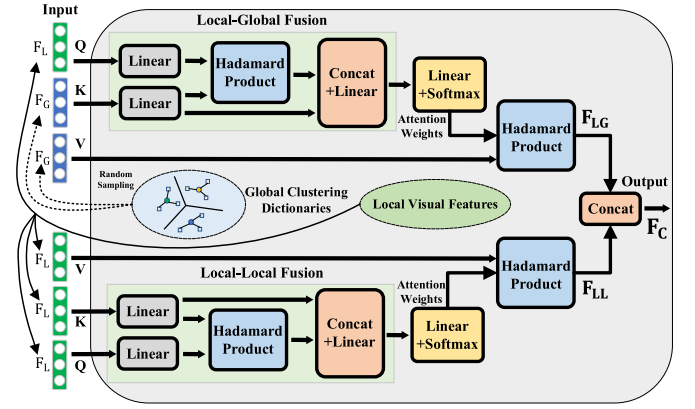 Input
Local-Global Fusion
F_L
Q
Linear
Hadamard
Product
Concat
+Linear
Linear
+Softmax
F_G
K
Linear
Attention
Weights
Hadamard
Product
F_LG
F_G
V
Random
Sampling
Global Clustering
Dictionaries
Local Visual Features
Concat
Output
F_C
F_L
V
Hadamard
Product
F_LL
Local-Local Fusion
Attention
Weights
F_L
K
Linear
Hadamard
Product
Concat
+Linear
Linear
+Softmax
F_L
Q
Linear